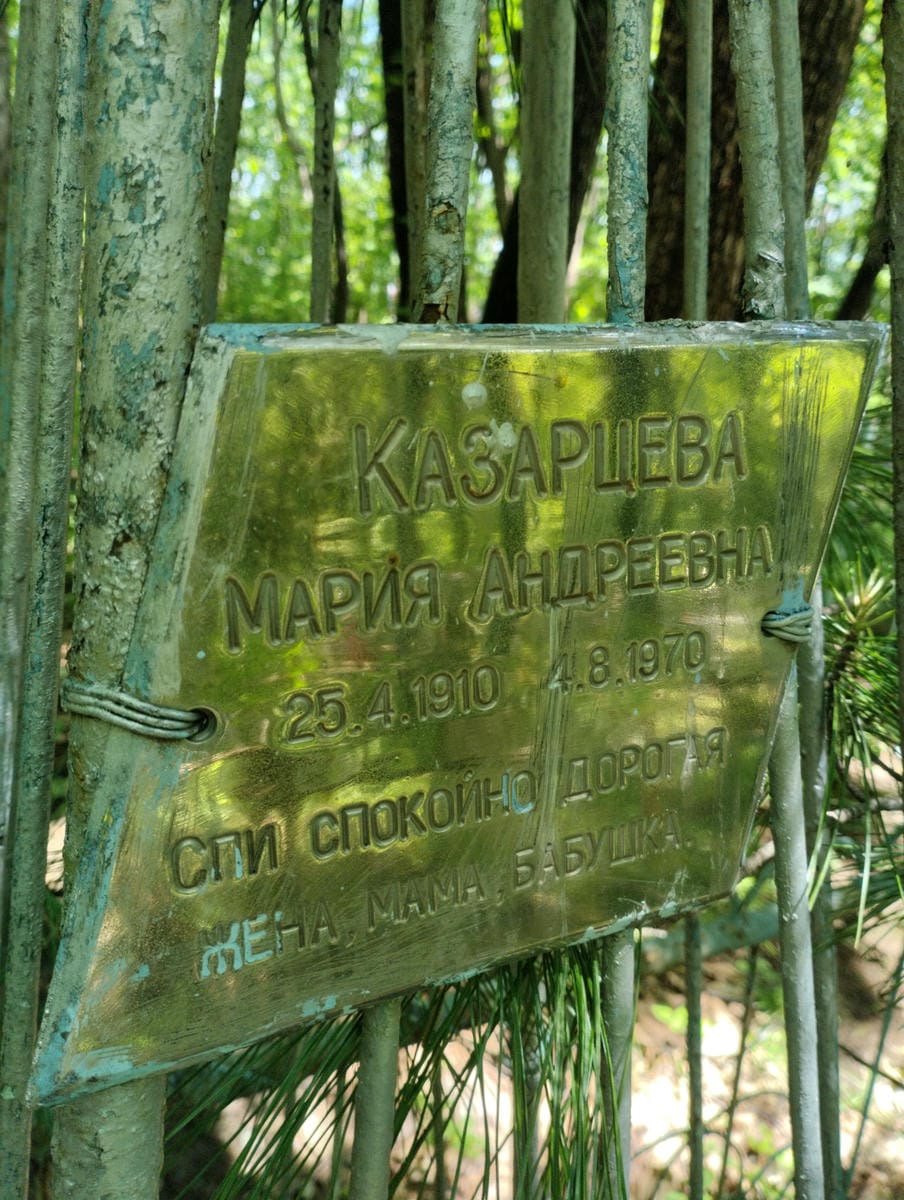 КАЗАРЦЕВА
МАРИЯ АНДРЕЕВНА
25.4.1910 4.8.1970
СПИ СПОКОЙНО ДОРОГАЯ
ЖЕНА, МАМА, БАБУШКА.